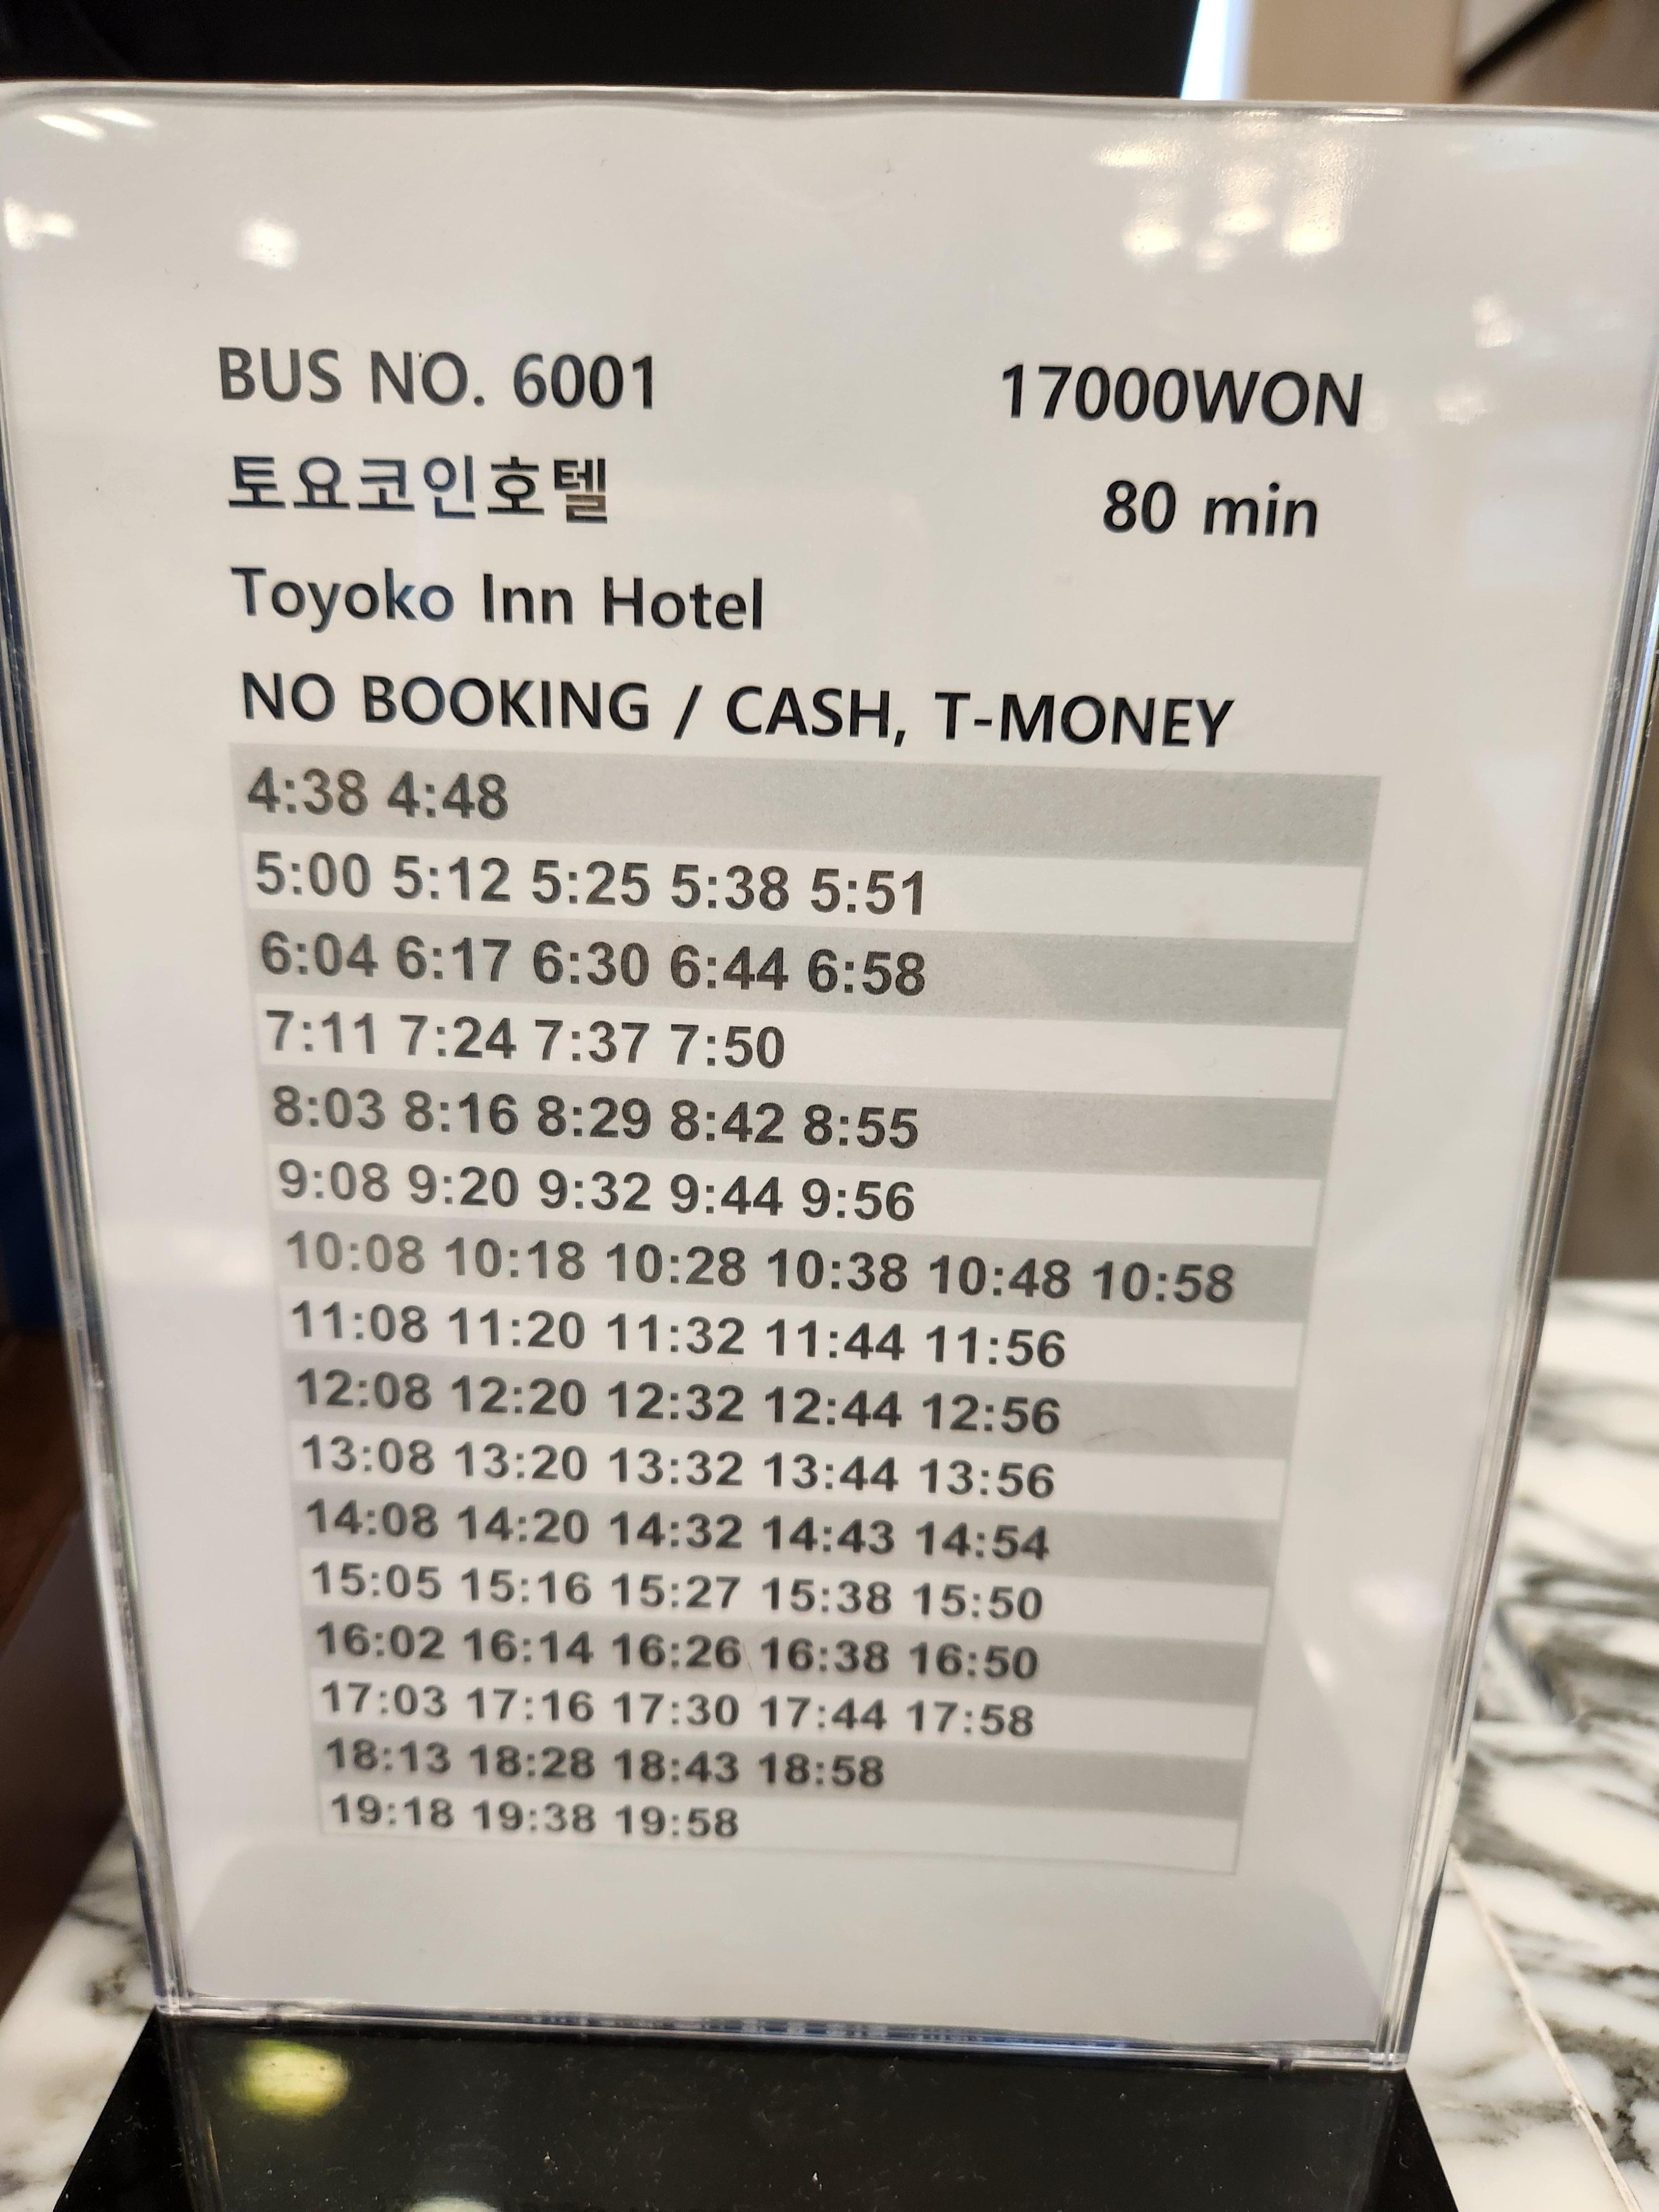 BUS NO. 6001 17000WON
토요코인호텔 80 min
Toyoko Inn Hotel
NO BOOKING / CASH, T-MONEY
4:38 4:48
5:00 5:12 5:25 5:38 5:51
6:04 6:17 6:30 6:44 6:58
7:11 7:24 7:37 7:50
8:03 8:16 8:29 8:42 8:55
9:08 9:20 9:32 9:44 9:56
10:08 10:18 10:28 10:38 10:48 10:58
11:08 11:20 11:32 11:44 11:56
12:08 12:20 12:32 12:44 12:56
13:08 13:20 13:32 13:44 13:56
14:08 14:20 14:32 14:43 14:54
15:05 15:16 15:27 15:38 15:50
16:02 16:14 16:26 16:38 16:50
17:03 17:16 17:30 17:44 17:58
18:13 18:28 18:43 18:58
19:18 19:38 19:58